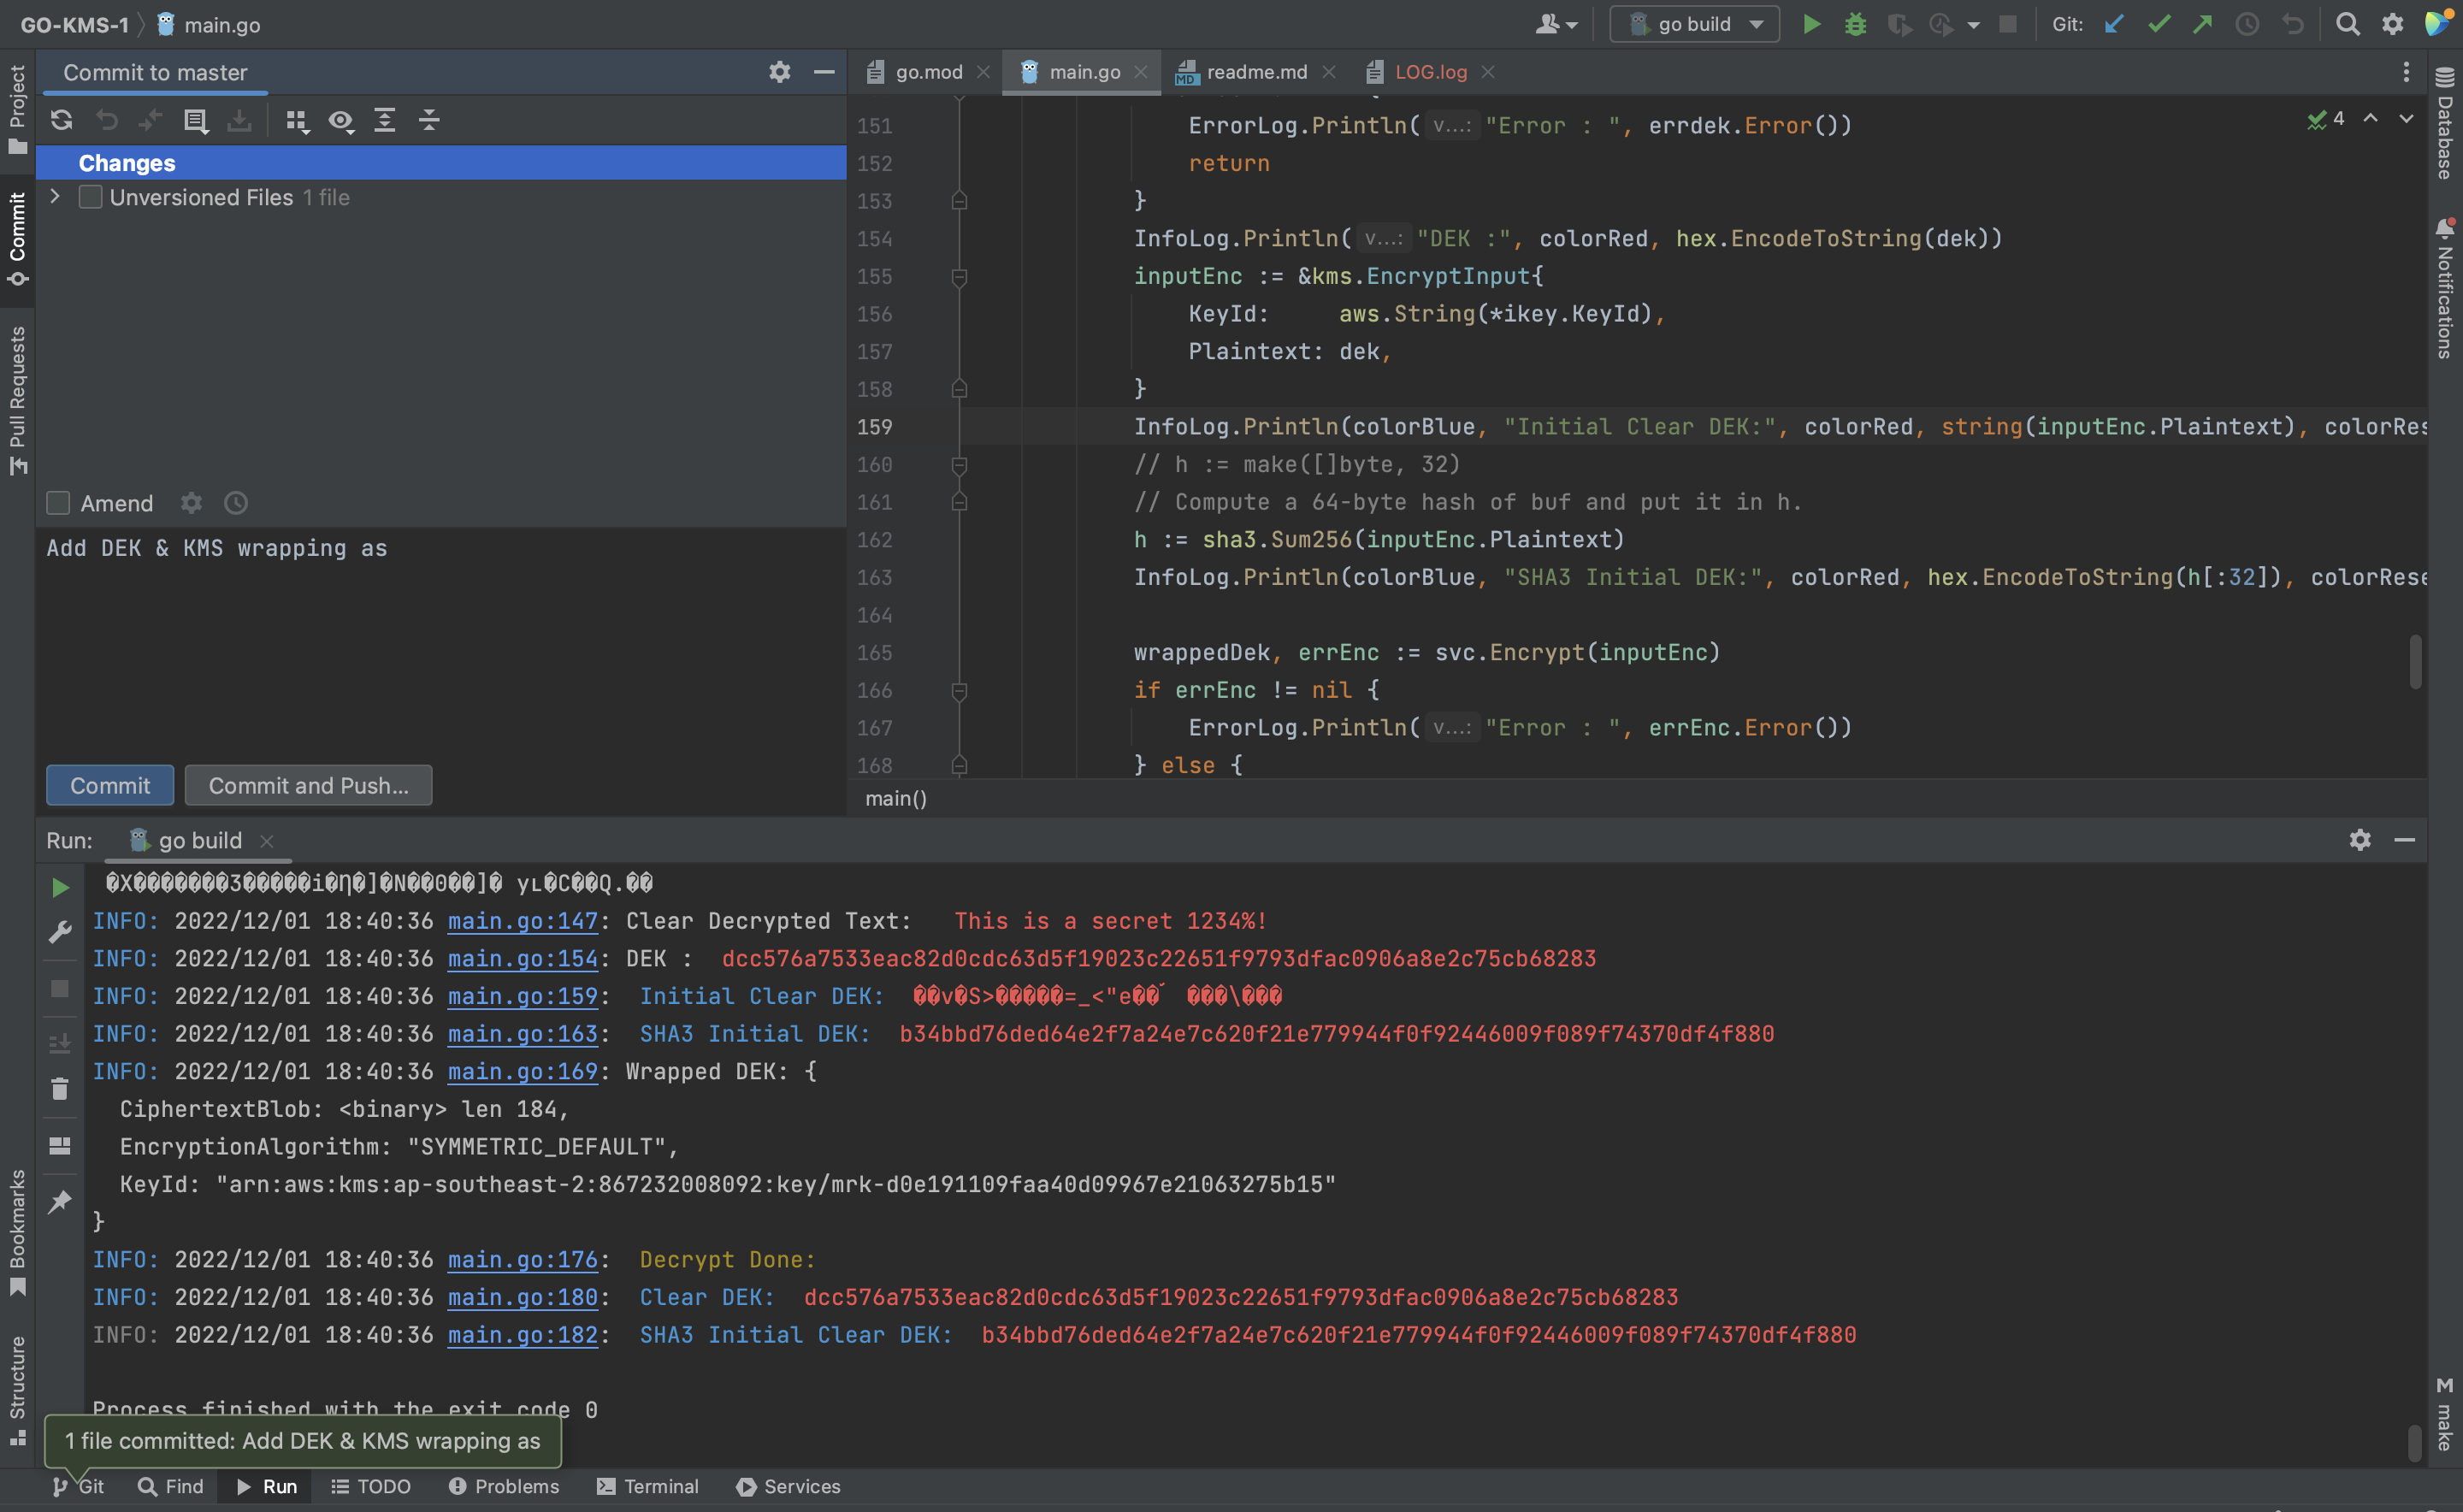 GO-KMS-1 main.go
go build
Git:
Commit to master
go.mod
main.go
readme.md
LOG.log
Project
Commit
Pull Requests
Bookmarks
Structure
Database
Notifications
make
Changes
Unversioned Files 1 file
Amend
Add DEK & KMS wrapping as
Commit
Commit and Push...
4
151 ErrorLog.Println( v...: "Error : ", errdek.Error())
152 return
153 }
154 InfoLog.Println( v...: "DEK :", colorRed, hex.EncodeToString(dek))
155 inputEnc := &kms.EncryptInput{
156 KeyId: aws.String(*ikey.KeyId),
157 Plaintext: dek,
158 }
159 InfoLog.Println(colorBlue, "Initial Clear DEK:", colorRed, string(inputEnc.Plaintext), colorRes
160 // h := make([]byte, 32)
161 // Compute a 64-byte hash of buf and put it in h.
162 h := sha3.Sum256(inputEnc.Plaintext)
163 InfoLog.Println(colorBlue, "SHA3 Initial DEK:", colorRed, hex.EncodeToString(h[:32]), colorRese
164
165 wrappedDek, errEnc := svc.Encrypt(inputEnc)
166 if errEnc != nil {
167 ErrorLog.Println( v...: "Error : ", errEnc.Error())
168 } else {
main()
Run: go build
INFO: 2022/12/01 18:40:36 main.go:147: Clear Decrypted Text: This is a secret 1234%!
INFO: 2022/12/01 18:40:36 main.go:154: DEK : dcc576a7533eac82d0cdc63d5f19023c22651f9793dfac0906a8e2c75cb68283
INFO: 2022/12/01 18:40:36 main.go:159: Initial Clear DEK:
INFO: 2022/12/01 18:40:36 main.go:163: SHA3 Initial DEK: b34bbd76ded64e2f7a24e7c620f21e779944f0f92446009f089f74370df4f880
INFO: 2022/12/01 18:40:36 main.go:169: Wrapped DEK: {
CiphertextBlob: <binary> len 184,
EncryptionAlgorithm: "SYMMETRIC_DEFAULT",
KeyId: "arn:aws:kms:ap-southeast-2:867232008092:key/mrk-d0e191109faa40d09967e21063275b15"
}
INFO: 2022/12/01 18:40:36 main.go:176: Decrypt Done:
INFO: 2022/12/01 18:40:36 main.go:180: Clear DEK: dcc576a7533eac82d0cdc63d5f19023c22651f9793dfac0906a8e2c75cb68283
INFO: 2022/12/01 18:40:36 main.go:182: SHA3 Initial Clear DEK: b34bbd76ded64e2f7a24e7c620f21e779944f0f92446009f089f74370df4f880
Process finished with the exit code 0
1 file committed: Add DEK & KMS wrapping as
Git
Find
Run
TODO
Problems
Terminal
Services